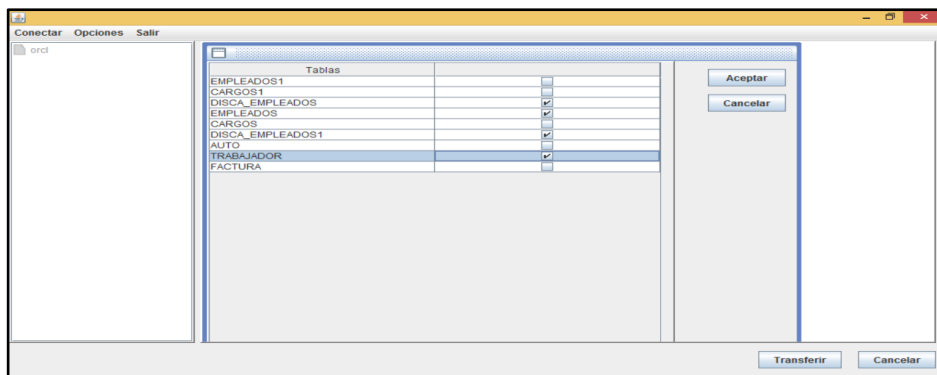 Conectar Opciones Salir
orcl
Tablas
EMPLEADOS1
CARGOS1
DISCA_EMPLEADOS
EMPLEADOS
CARGOS
DISCA_EMPLEADOS1
AUTO
TRABAJADOR
FACTURA
Aceptar
Cancelar
Transferir Cancelar